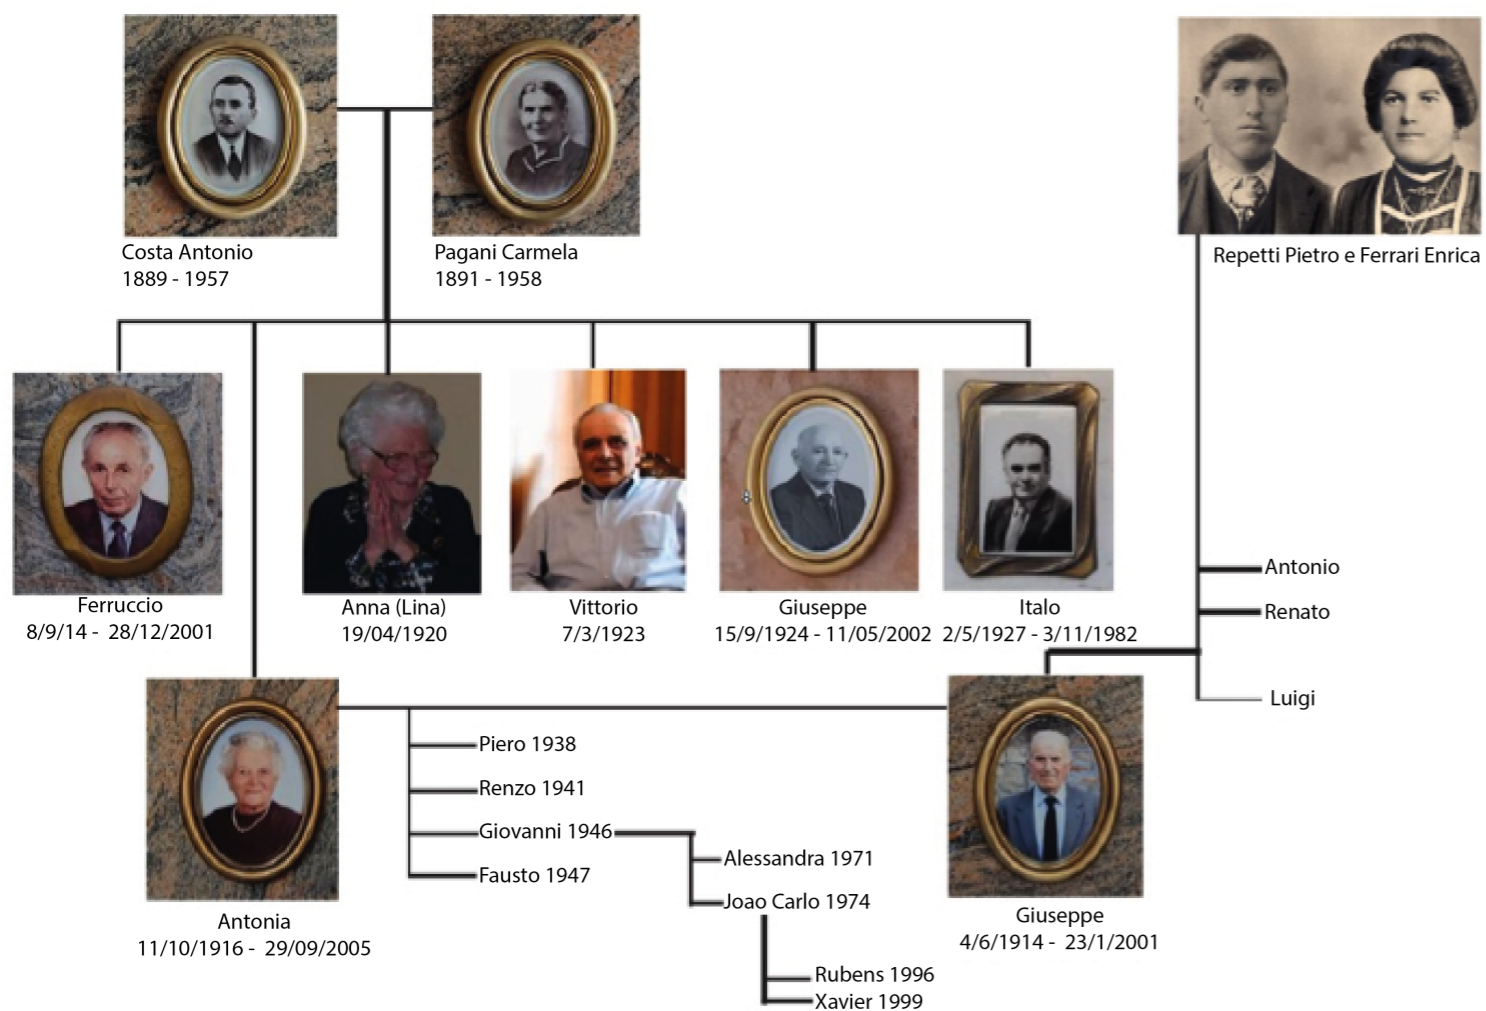 Costa Antonio
1889 - 1957
Pagani Carmela
1891 - 1958
Repetti Pietro e Ferrari Enrica
Ferruccio
8/9/14 -  28/12/2001
Anna (Lina)
19/04/1920
Vittorio
7/3/1923
Giuseppe
15/9/1924 - 11/05/2002
Italo
2/5/1927 - 3/11/1982
Antonio
Renato
Luigi
Antonia
11/10/1916 -  29/09/2005
Piero 1938
Renzo 1941
Giovanni 1946
Fausto 1947
Alessandra 1971
Joao Carlo 1974
Rubens 1996
Xavier 1999
Giuseppe
4/6/1914 -  23/1/2001